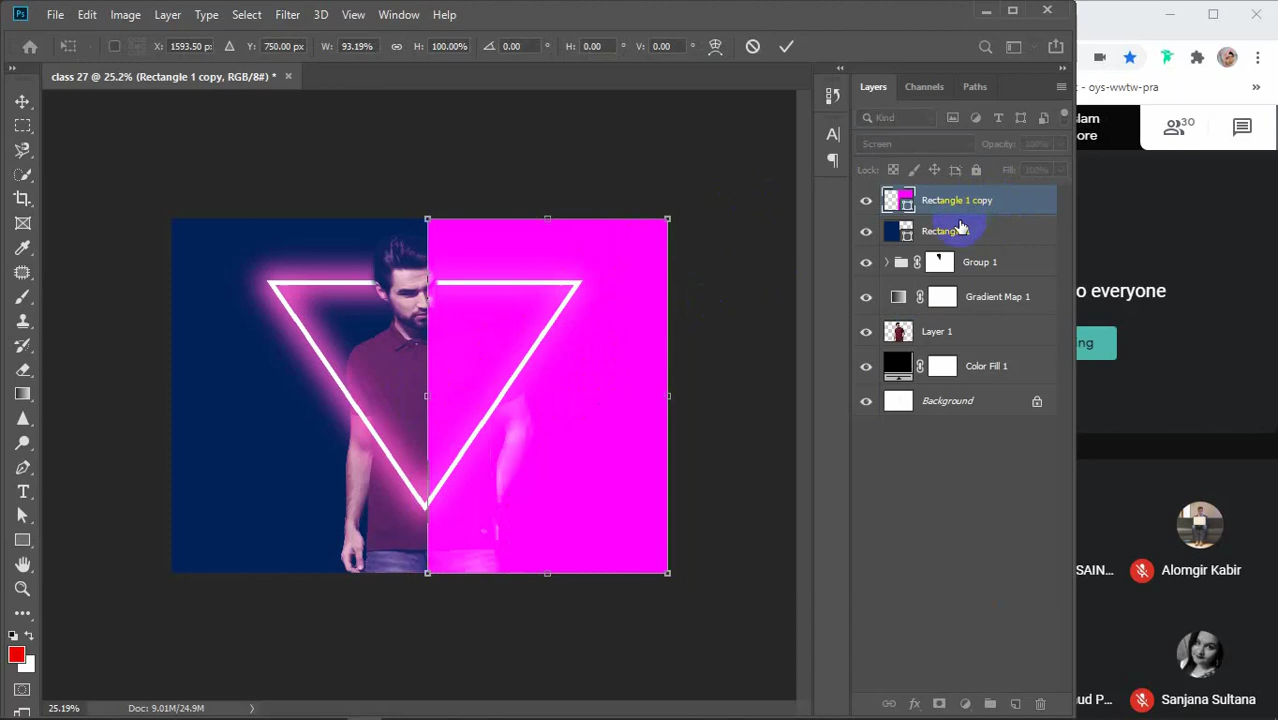 Ps File Edit Image Layer Type Select Filter 3D View Window Help
X: 1593.50 px Y: 750.00 px W: 93.19% H: 100.00% 0.00 ° H: 0.00 ° V: 0.00 °
class 27 @ 25.2% (Rectangle 1 copy, RGB/8#) * ×
Layers Channels Paths
Kind
Screen Opacity: 100%
Lock: Fill: 100%
Rectangle 1 copy
Rectangle 1
Group 1
Gradient Map 1
Layer 1
Color Fill 1
Background
25.19% Doc: 9.01M/24.9M
- oys-wwtw-pra
lam
ore
30
o everyone
ng
SAIN... Alomgir Kabir
ud P... Sanjana Sultana